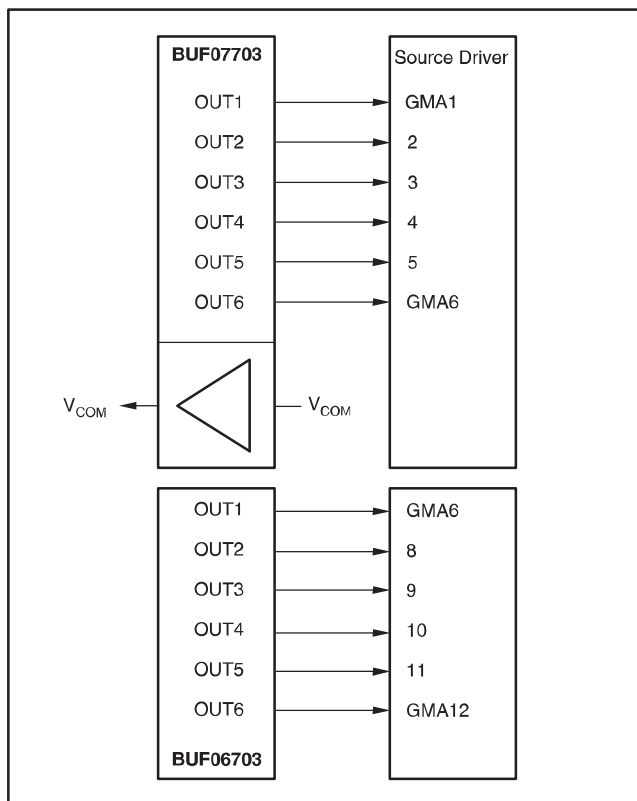 BUF07703 Source Driver
OUT1 GMA1
OUT2 2
OUT3 3
OUT4 4
OUT5 5
OUT6 GMA6
VCOM VCOM
OUT1 GMA6
OUT2 8
OUT3 9
OUT4 10
OUT5 11
OUT6 GMA12
BUF06703